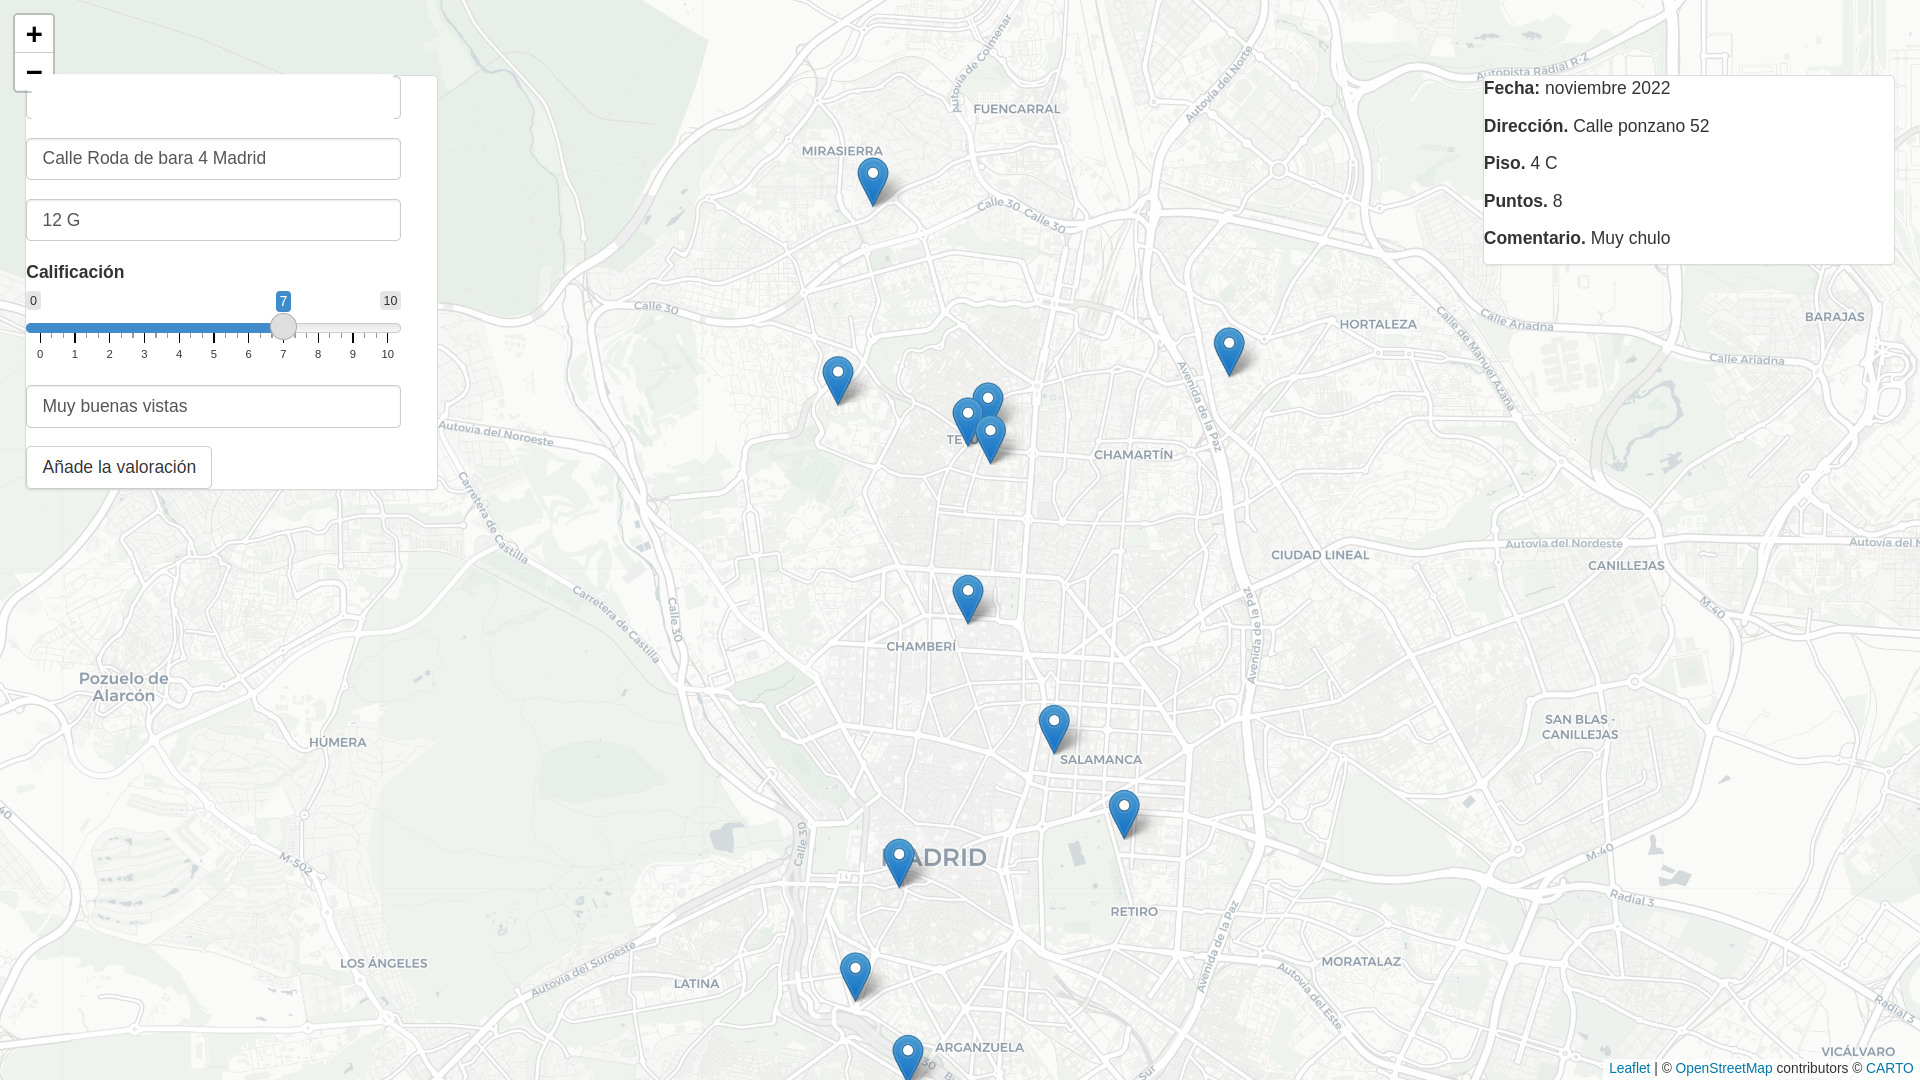 +
−
Calle Roda de bara 4 Madrid
12 G
Calificación
0 7 10
0 1 2 3 4 5 6 7 8 9 10
Muy buenas vistas
Añade la valoración
Fecha: noviembre 2022
Dirección. Calle ponzano 52
Piso. 4 C
Puntos. 8
Comentario. Muy chulo
Autovía de Colmenar
Autovía del Norte
Autopista Radial R-2
FUENCARRAL
MIRASIERRA
Calle 30
Calle 30
Calle 30
HORTALEZA
Calle de Manuel Azaña
Calle Ariadna
BARAJAS
Calle Ariadna
Avenida de la Paz
Autovía del Noroeste
CHAMARTÍN
Carretera de Castilla
CIUDAD LINEAL
Autovía del Nordeste
Autovía del N
CANILLEJAS
Carretera de Castilla
Calle 30
Avenida de la Paz
M-40
CHAMBERÍ
Pozuelo de
Alarcón
HÚMERA
SAN BLAS -
CANILLEJAS
SALAMANCA
40
Calle 30
M-502
ADRID
M-40
Radial 3
RETIRO
Autovía del Suroeste
Avenida de la Paz
LOS ÁNGELES
LATINA
MORATALAZ
Autovía del Este
Radial 3
ARGANZUELA
30
Sur
VICÁLVARO
Leaflet | © OpenStreetMap contributors © CARTO